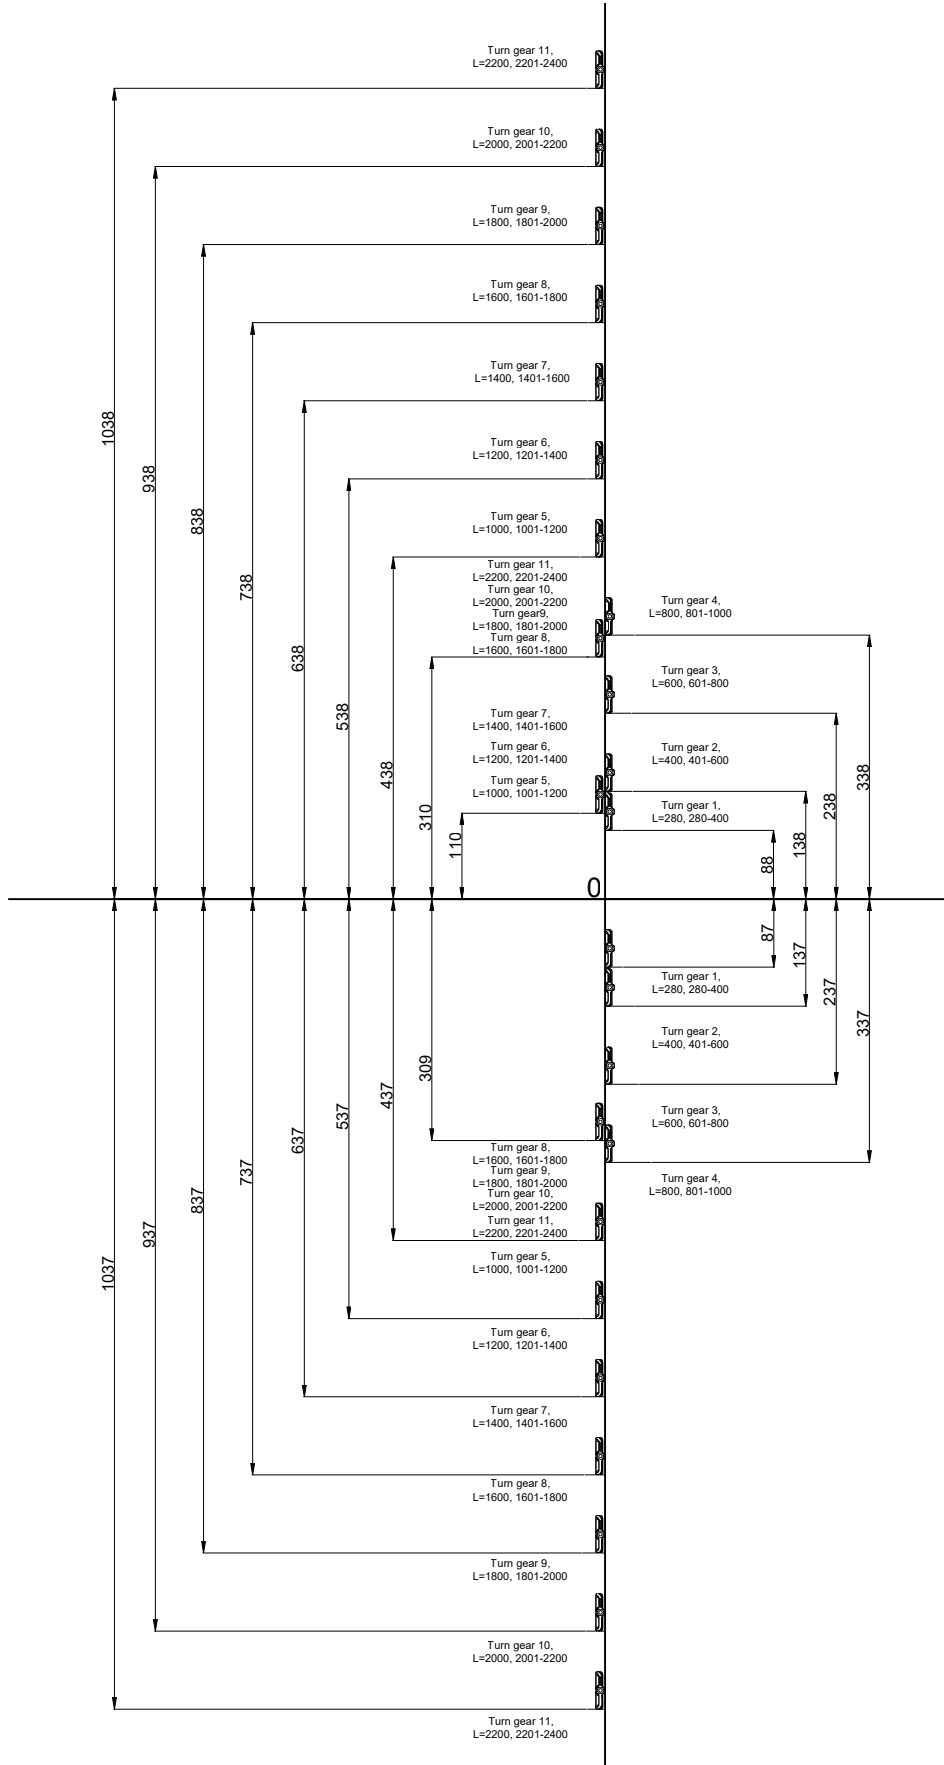 Turn gear 11,
L=2200, 2201-2400
Turn gear 10,
L=2000, 2001-2200
Turn gear 9,
L=1800, 1801-2000
Turn gear 8,
L=1600, 1601-1800
Turn gear 7,
L=1400, 1401-1600
1038
938
838
738
638
538
438
310
110
Turn gear 6,
L=1200, 1201-1400
Turn gear 5,
L=1000, 1001-1200
Turn gear 11,
L=2200, 2201-2400
Turn gear 10,
L=2000, 2001-2200
Turn gear9,
L=1800, 1801-2000
Turn gear 8,
L=1600, 1601-1800
Turn gear 7,
L=1400, 1401-1600
Turn gear 6,
L=1200, 1201-1400
Turn gear 5,
L=1000, 1001-1200
Turn gear 4,
L=800, 801-1000
Turn gear 3,
L=600, 601-800
Turn gear 2,
L=400, 401-600
Turn gear 1,
L=280, 280-400
88
138
238
338
0
87
137
237
337
Turn gear 1,
L=280, 280-400
Turn gear 2,
L=400, 401-600
Turn gear 3,
L=600, 601-800
Turn gear 4,
L=800, 801-1000
309
437
537
637
737
837
937
1037
Turn gear 8,
L=1600, 1601-1800
Turn gear 9,
L=1800, 1801-2000
Turn gear 10,
L=2000, 2001-2200
Turn gear 11,
L=2200, 2201-2400
Turn gear 5,
L=1000, 1001-1200
Turn gear 6,
L=1200, 1201-1400
Turn gear 7,
L=1400, 1401-1600
Turn gear 8,
L=1600, 1601-1800
Turn gear 9,
L=1800, 1801-2000
Turn gear 10,
L=2000, 2001-2200
Turn gear 11,
L=2200, 2201-2400